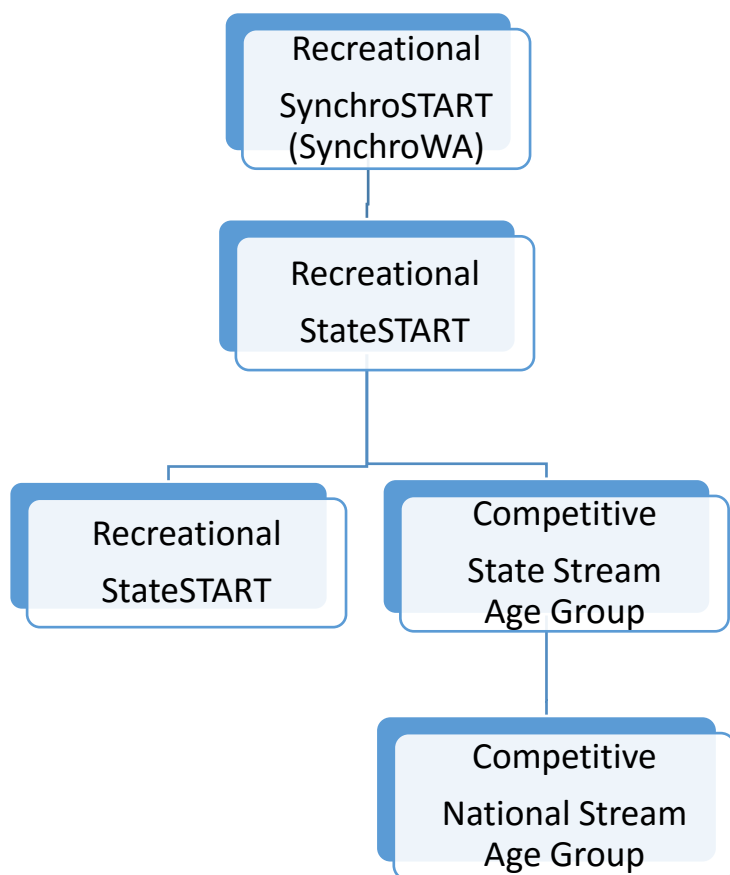 Recreational
SynchroSTART
(SynchroWA)
Recreational
StateSTART
Recreational
StateSTART
Competitive
State Stream
Age Group
Competitive
National Stream
Age Group